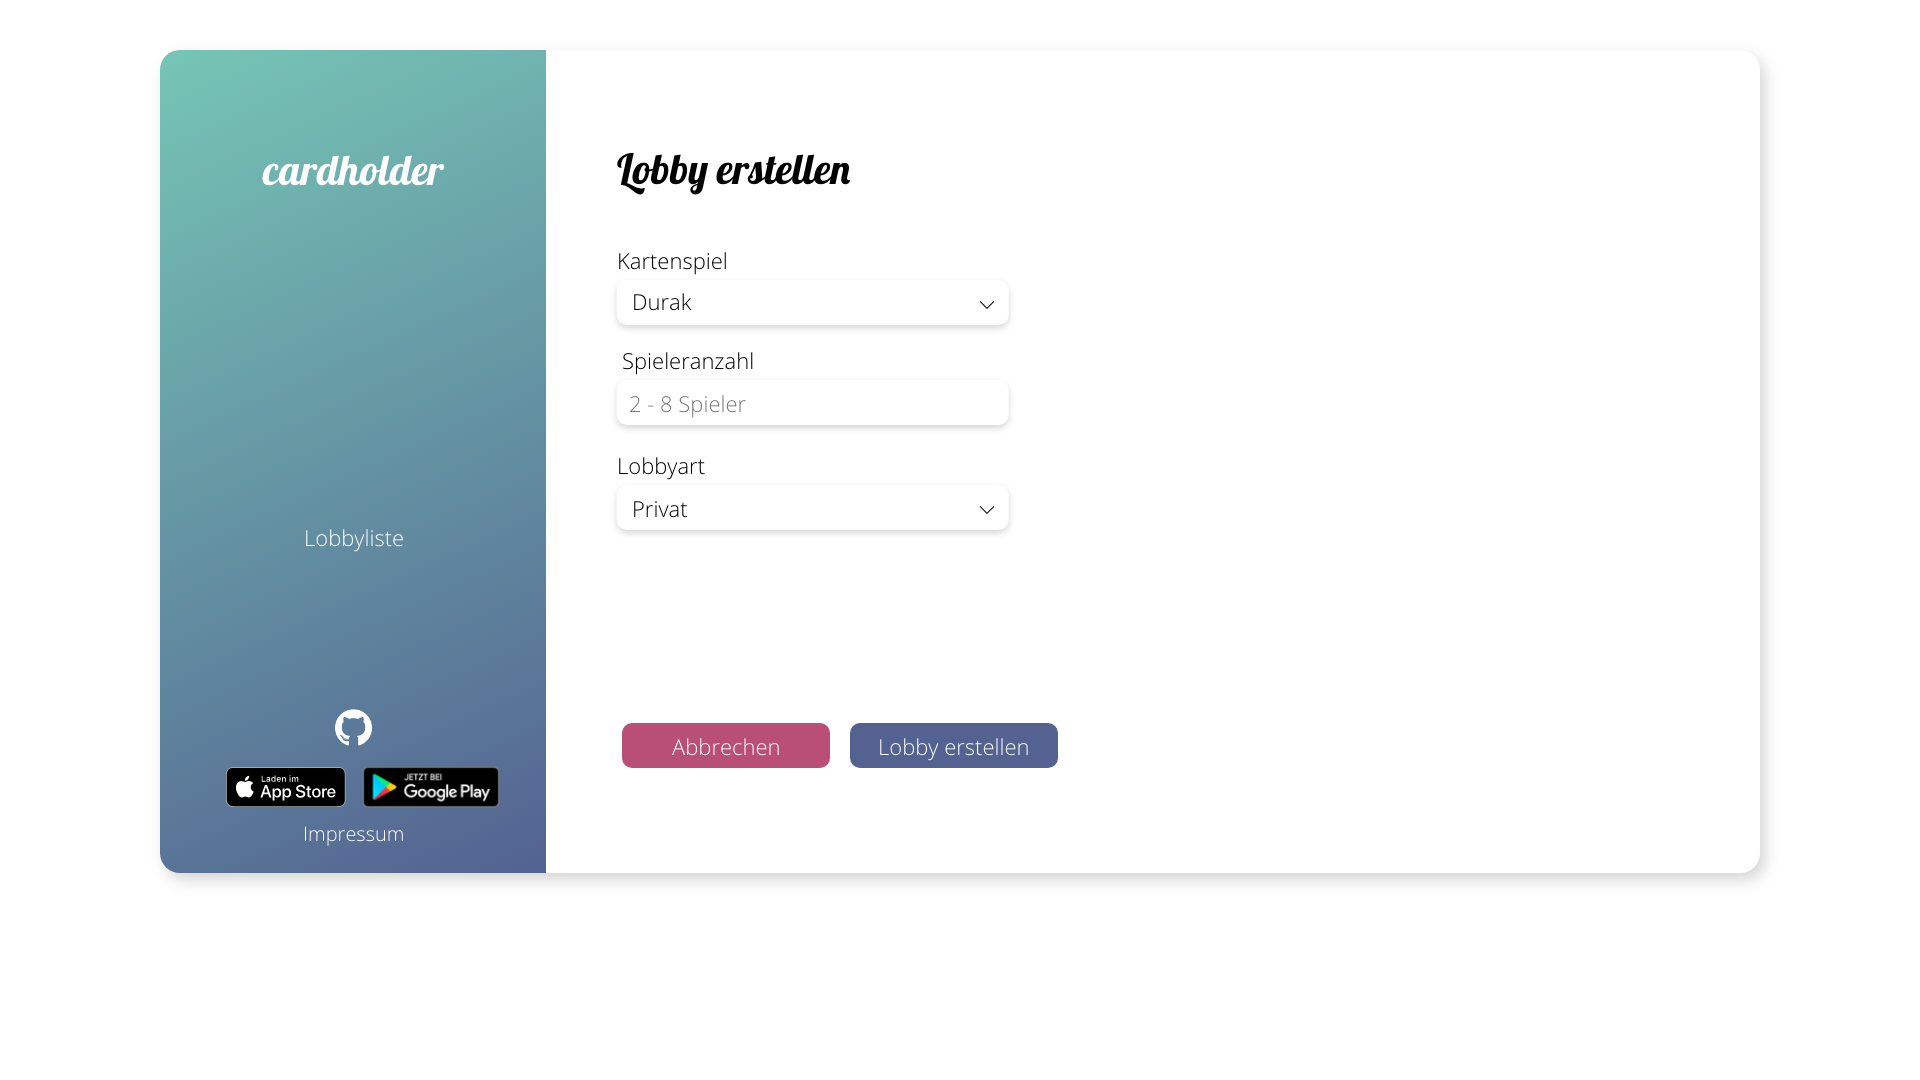 cardholder
Lobbyliste
Laden im
App Store
JETZT BEI
Google Play
Impressum
Lobby erstellen
Kartenspiel
Durak
Spieleranzahl
2 - 8 Spieler
Lobbyart
Privat
Abbrechen
Lobby erstellen